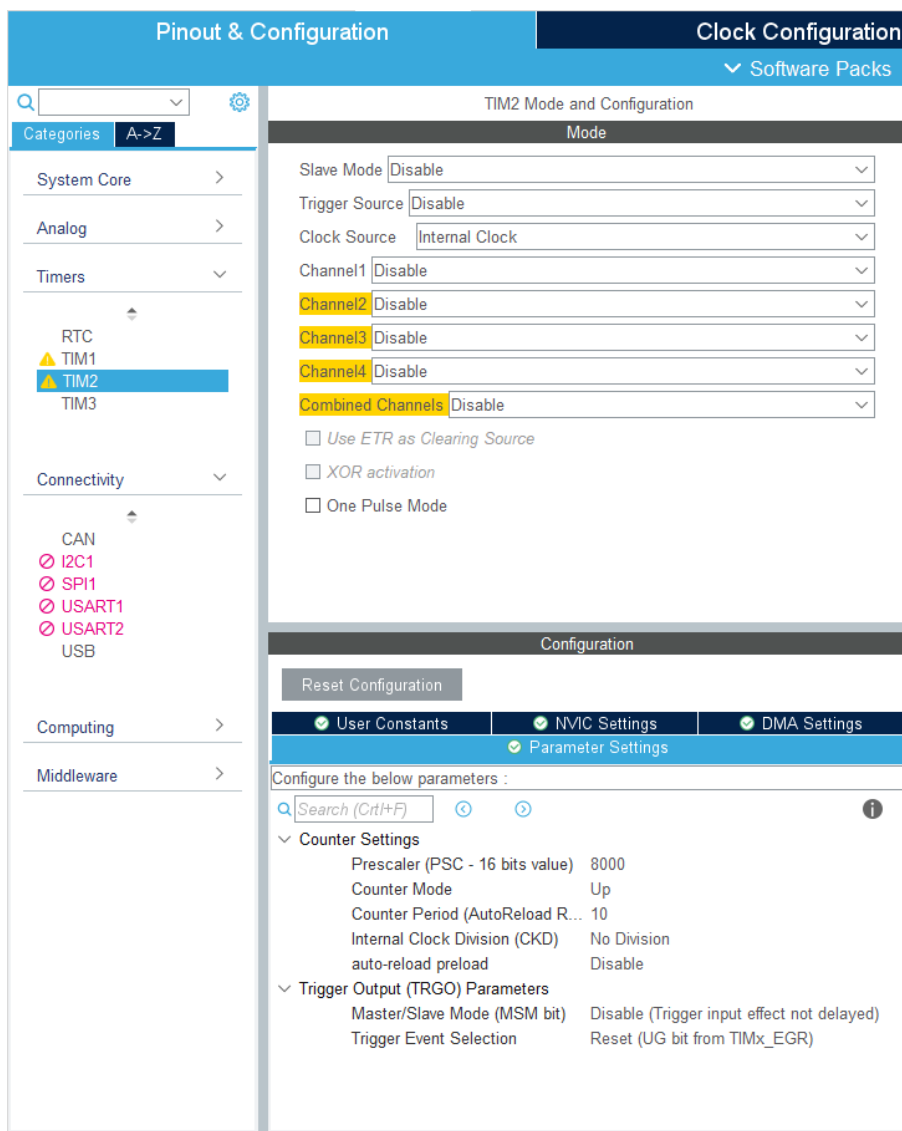 Pinout & Configuration
Clock Configuration
Software Packs
Categories
A->Z
System Core
Analog
Timers
RTC
TIM1
TIM2
TIM3
Connectivity
CAN
I2C1
SPI1
USART1
USART2
USB
Computing
Middleware
TIM2 Mode and Configuration
Mode
Slave Mode Disable
Trigger Source Disable
Clock Source Internal Clock
Channel1 Disable
Channel2 Disable
Channel3 Disable
Channel4 Disable
Combined Channels Disable
Use ETR as Clearing Source
XOR activation
One Pulse Mode
Configuration
Reset Configuration
User Constants
NVIC Settings
DMA Settings
Parameter Settings
Configure the below parameters :
Search (Crtl+F)
Counter Settings
Prescaler (PSC - 16 bits value) 8000
Counter Mode Up
Counter Period (AutoReload R... 10
Internal Clock Division (CKD) No Division
auto-reload preload Disable
Trigger Output (TRGO) Parameters
Master/Slave Mode (MSM bit) Disable (Trigger input effect not delayed)
Trigger Event Selection Reset (UG bit from TIMx_EGR)